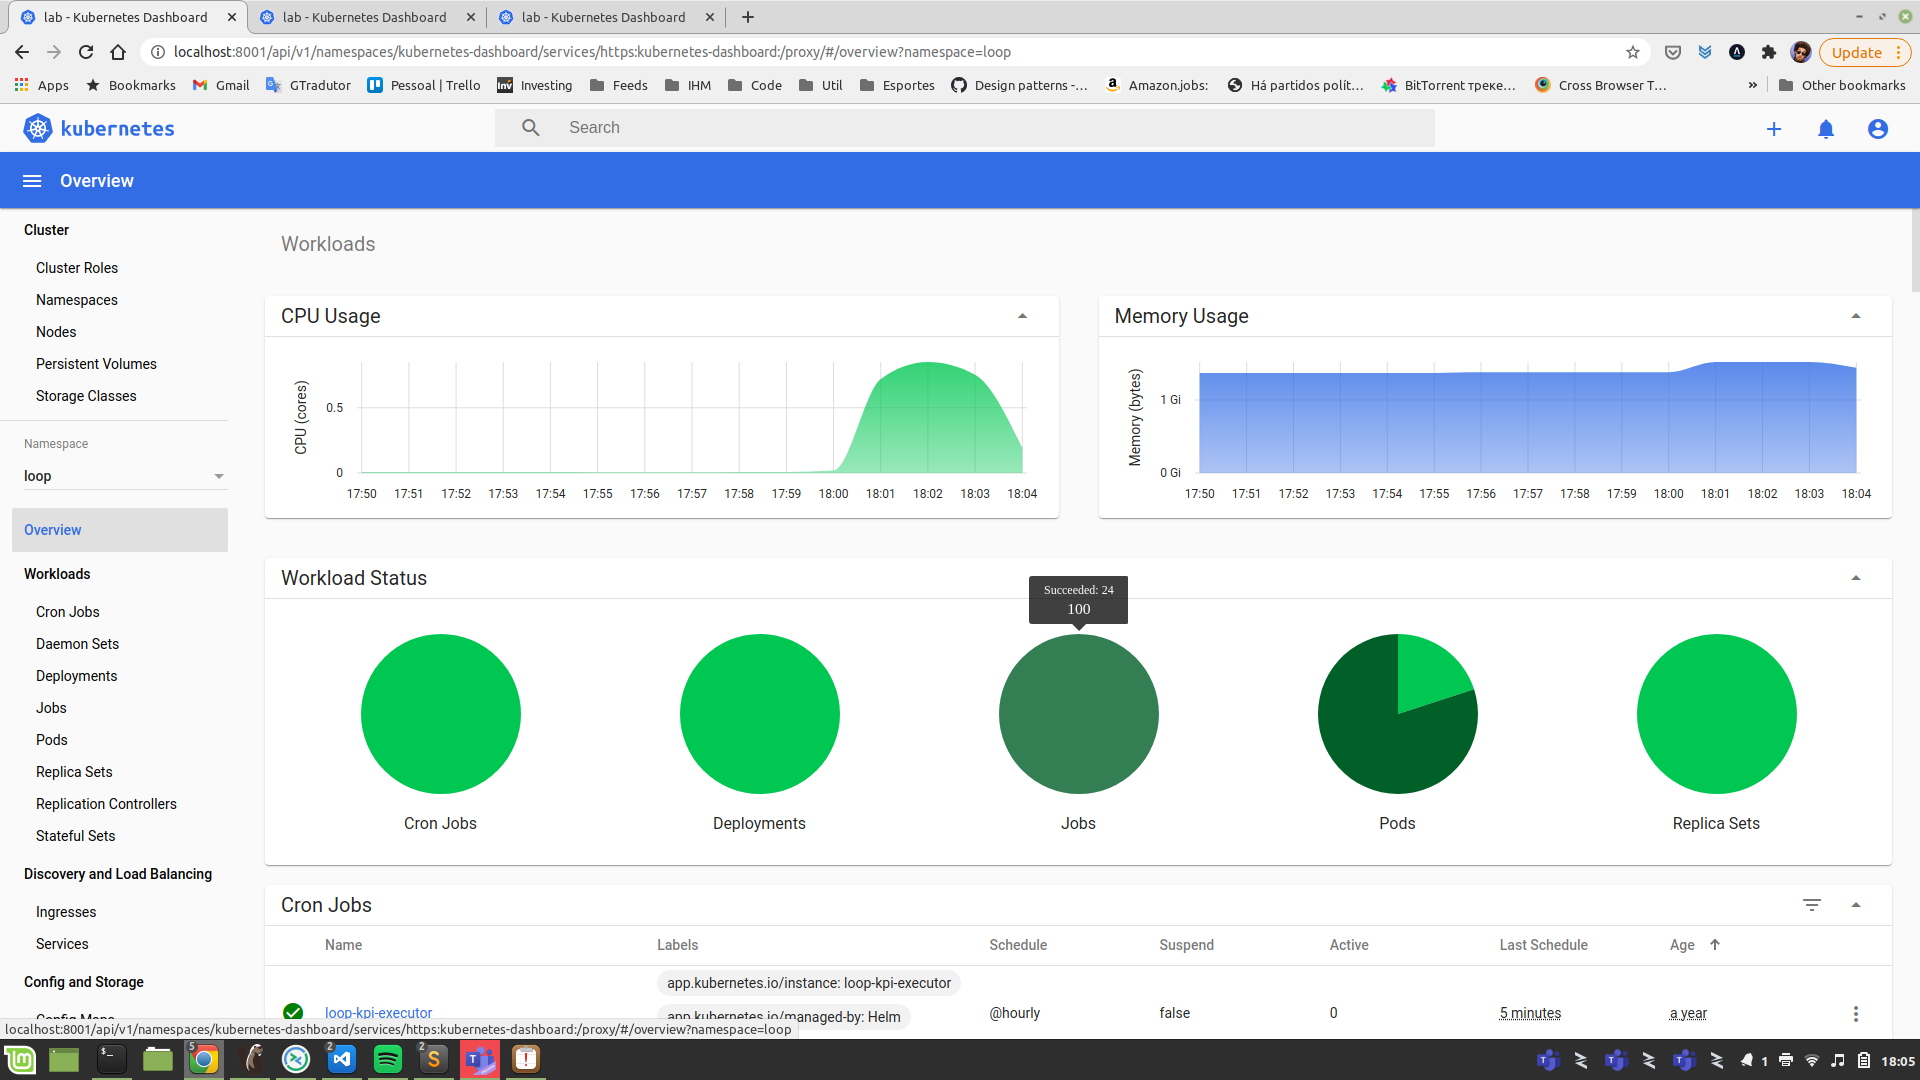 lab - Kubernetes Dashboard
lab - Kubernetes Dashboard
lab - Kubernetes Dashboard
localhost:8001/api/v1/namespaces/kubernetes-dashboard/services/https:kubernetes-dashboard:/proxy/#/overview?namespace=loop
Update
Apps
Bookmarks
Gmail
GTradutor
Pessoal | Trello
Investing
Feeds
IHM
Code
Util
Esportes
Design patterns -...
Amazon.jobs:
Há partidos polít...
BitTorrent треке...
Cross Browser T...
»
Other bookmarks
kubernetes
Search
Overview
Cluster
Cluster Roles
Namespaces
Nodes
Persistent Volumes
Storage Classes
Namespace
loop
Overview
Workloads
Cron Jobs
Daemon Sets
Deployments
Jobs
Pods
Replica Sets
Replication Controllers
Stateful Sets
Discovery and Load Balancing
Ingresses
Services
Config and Storage
Workloads
CPU Usage
CPU (cores)
0.5
0
17:50 17:51 17:52 17:53 17:54 17:55 17:56 17:57 17:58 17:59 18:00 18:01 18:02 18:03 18:04
Memory Usage
Memory (bytes)
1 Gi
0 Gi
17:50 17:51 17:52 17:53 17:54 17:55 17:56 17:57 17:58 17:59 18:00 18:01 18:02 18:03 18:04
Workload Status
Succeeded: 24
100
Cron Jobs
Deployments
Jobs
Pods
Replica Sets
Cron Jobs
Name Labels Schedule Suspend Active Last Schedule Age
app.kubernetes.io/instance: loop-kpi-executor
loop-kpi-executor
app.kubernetes.io/managed-by: Helm
@hourly false 0 5 minutes a year
localhost:8001/api/v1/namespaces/kubernetes-dashboard/services/https:kubernetes-dashboard:/proxy/#/overview?namespace=loop
5
2
2
1
18:05